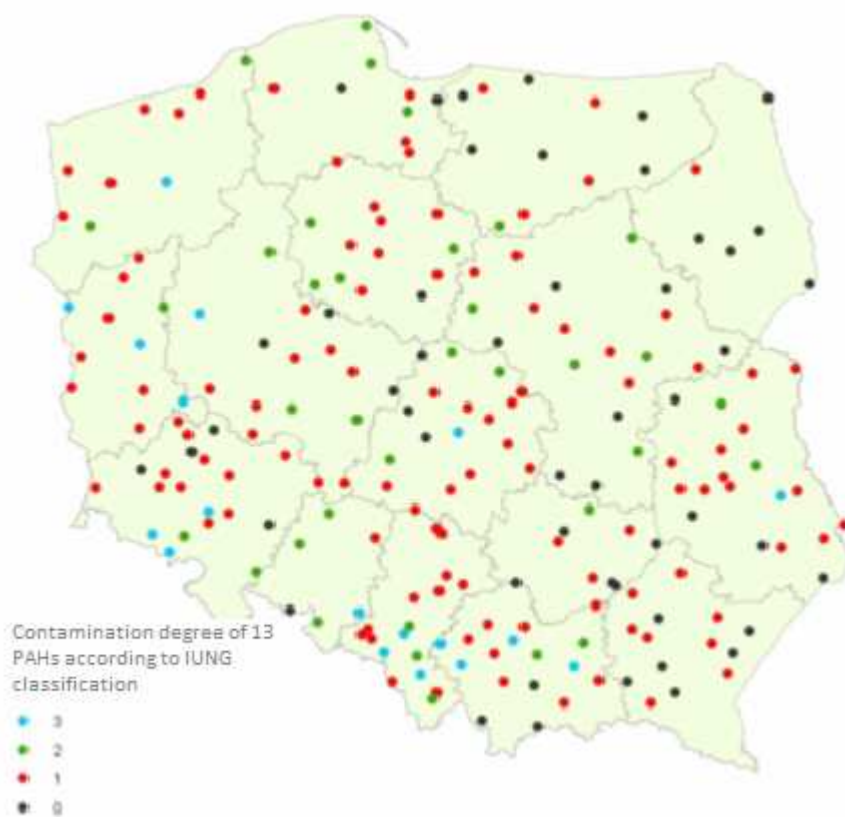 Contamination degree of 13
PAHs according to IUNG
classification
3
2
1
0